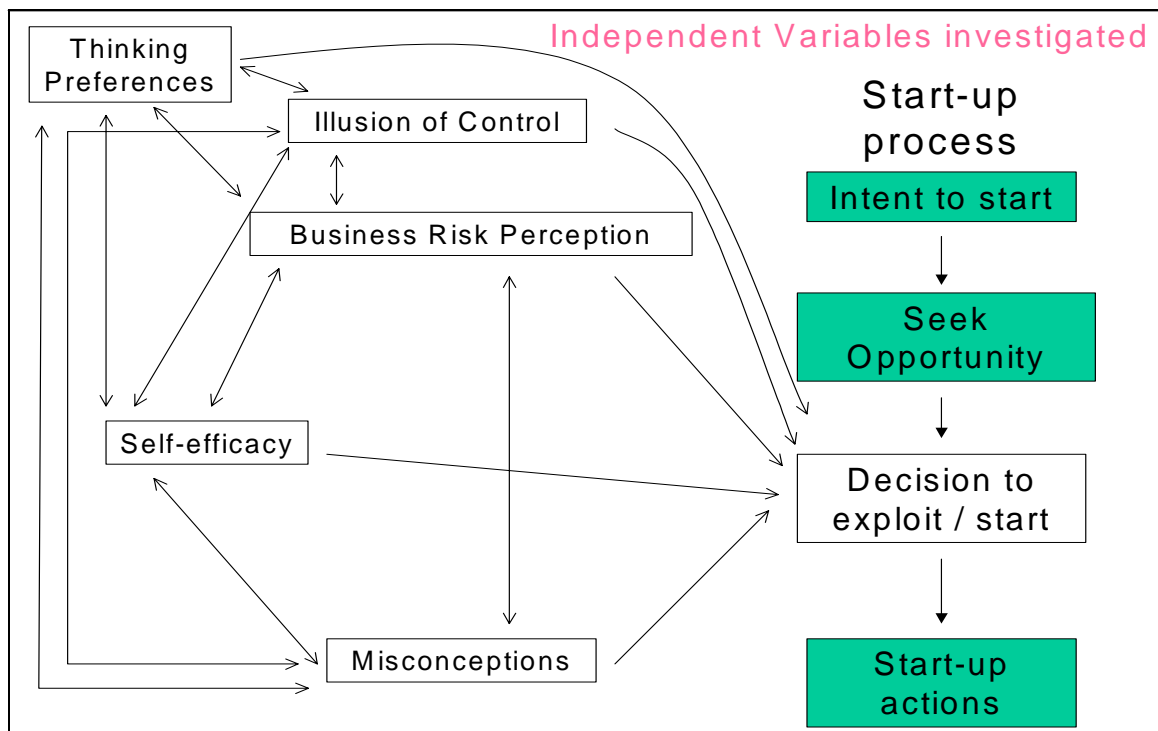 Independent Variables investigated
Thinking
Preferences
Illusion of Control
Business Risk Perception
Self-efficacy
Misconceptions
Start-up
process
Intent to start
Seek
Opportunity
Decision to
exploit / start
Start-up
actions